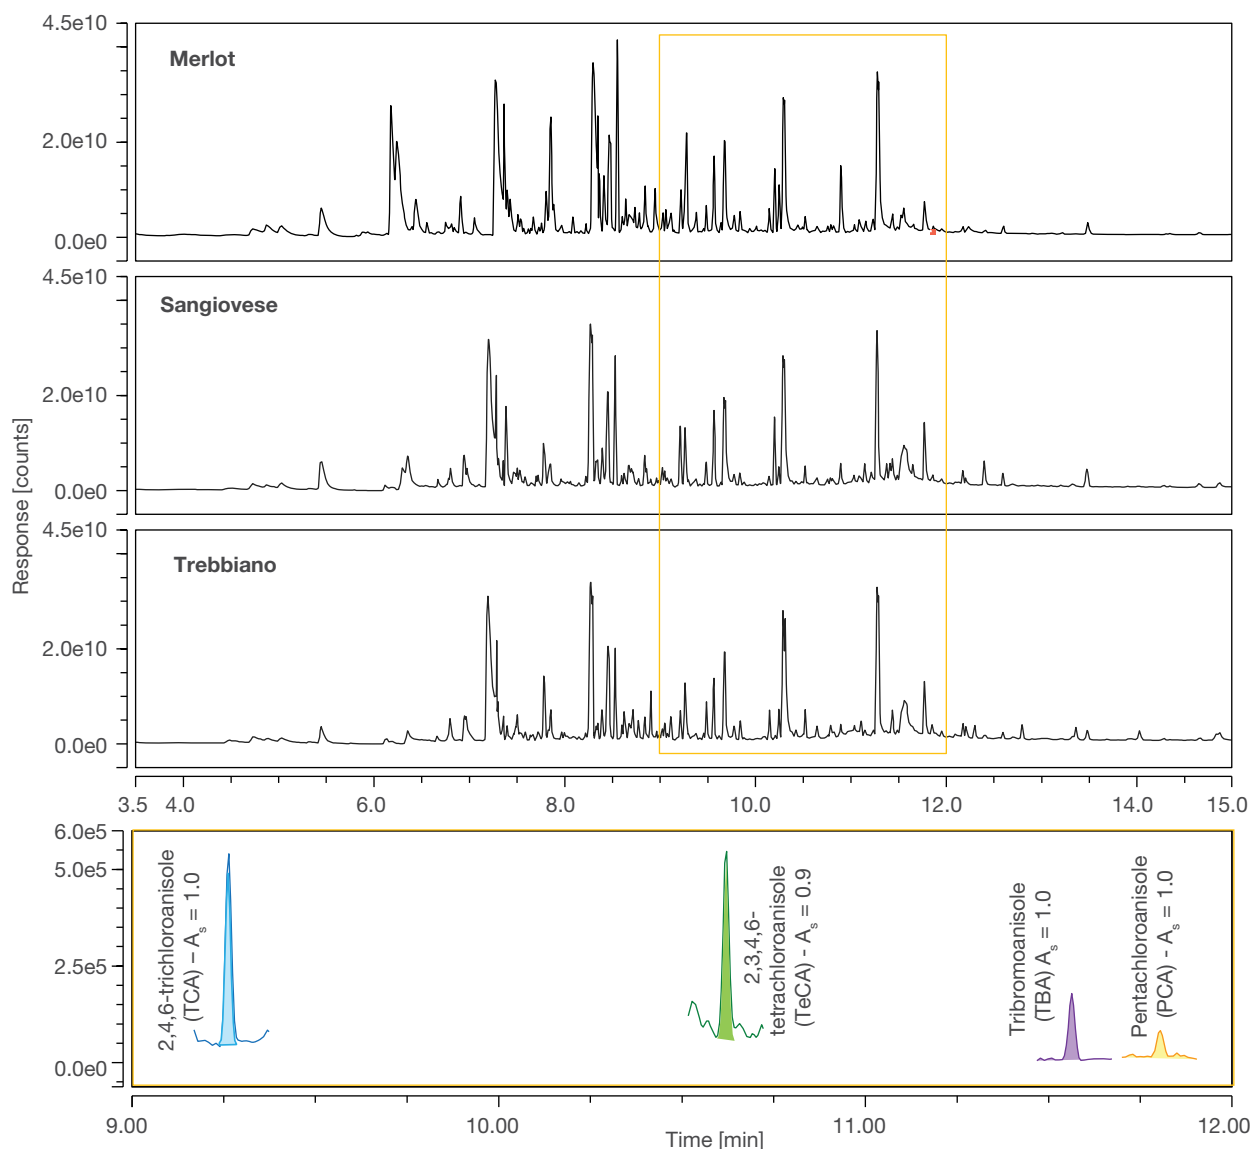 4.5e10
Merlot
2.0e10
0.0e0
4.5e10
Sangiovese
2.0e10
0.0e0
4.5e10
Trebbiano
2.0e10
0.0e0
Response [counts]
3.5 4.0 6.0 8.0 10.0 12.0 14.0 15.0
6.0e5
5.0e5
2.5e5
0.0e0
2,4,6-trichloroanisole
(TCA) – As = 1.0
2,3,4,6-
tetrachloroanisole
(TeCA) - As = 0.9
Tribromoanisole
(TBA) As = 1.0
Pentachloroanisole
(PCA) - As = 1.0
9.00 10.00 11.00 12.00
Time [min]